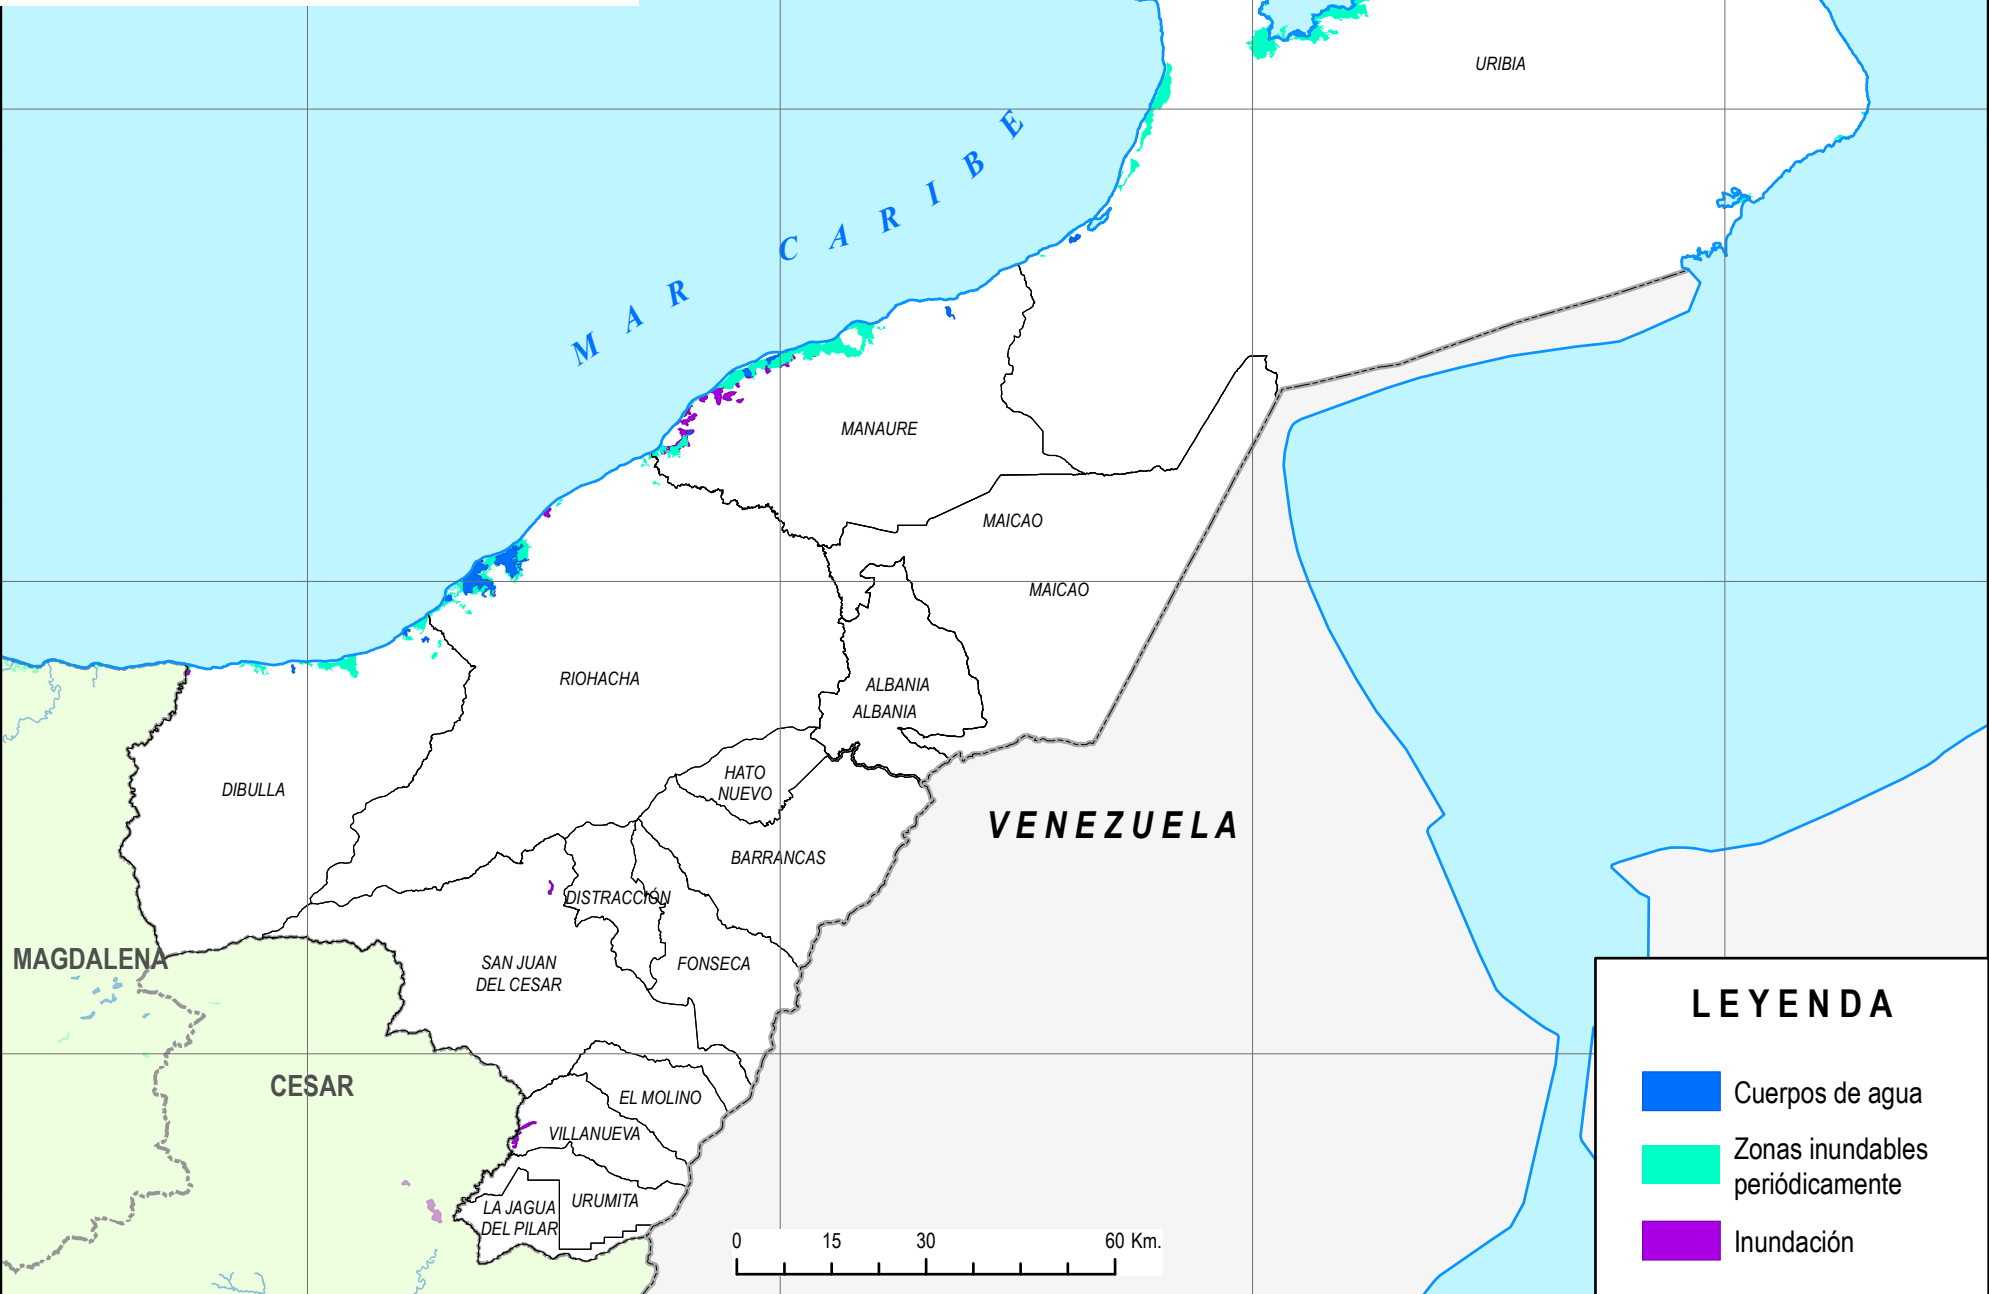 URIBIA
MAR CARIBE
MANAURE
MAICAO
MAICAO
RIOHACHA
ALBANIA
ALBANIA
HATO
NUEVO
DIBULLA
VENEZUELA
BARRANCAS
DISTRACCIÓN
MAGDALENA
SAN JUAN
DEL CESAR
FONSECA
CESAR
EL MOLINO
VILLANUEVA
LA JAGUA
DEL PILAR
URUMITA
0 15 30 60 Km.
LEYENDA
Cuerpos de agua
Zonas inundables
periódicamente
Inundación